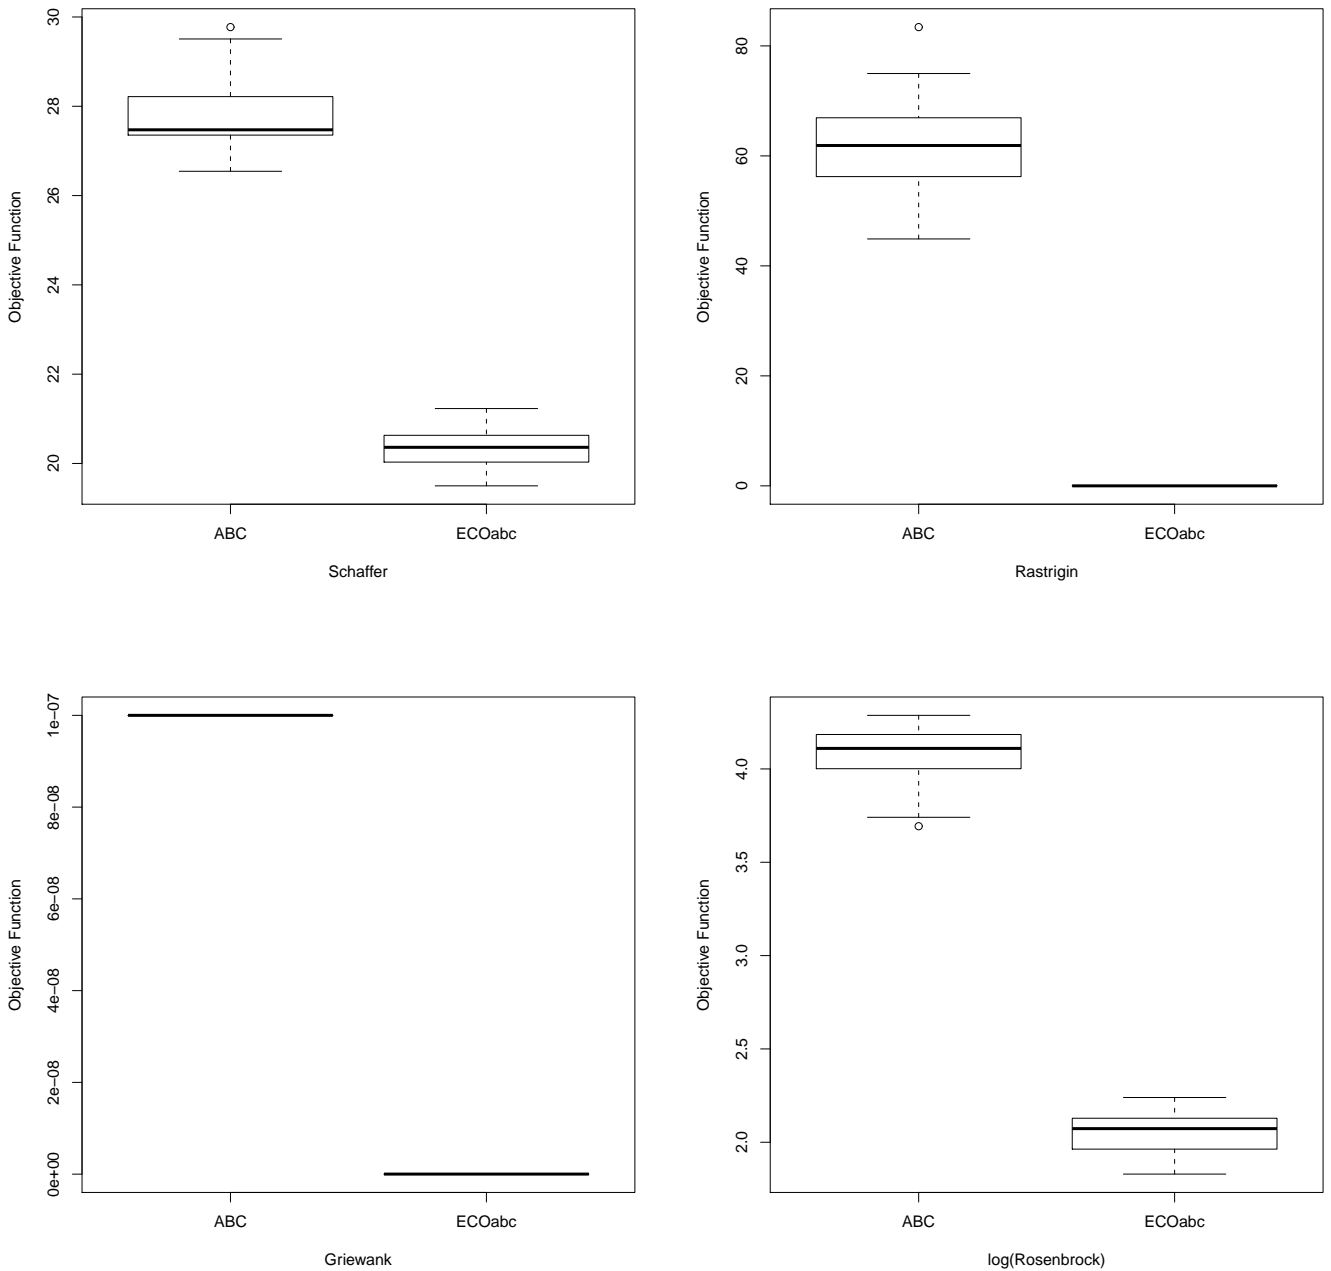 Objective Function
30
28
26
24
22
20
ABC
ECOabc
Schaffer
Objective Function
80
60
40
20
0
ABC
ECOabc
Rastrigin
Objective Function
1e−07
8e−08
6e−08
4e−08
2e−08
0e+00
ABC
ECOabc
Griewank
Objective Function
4.0
3.5
3.0
2.5
2.0
ABC
ECOabc
log(Rosenbrock)